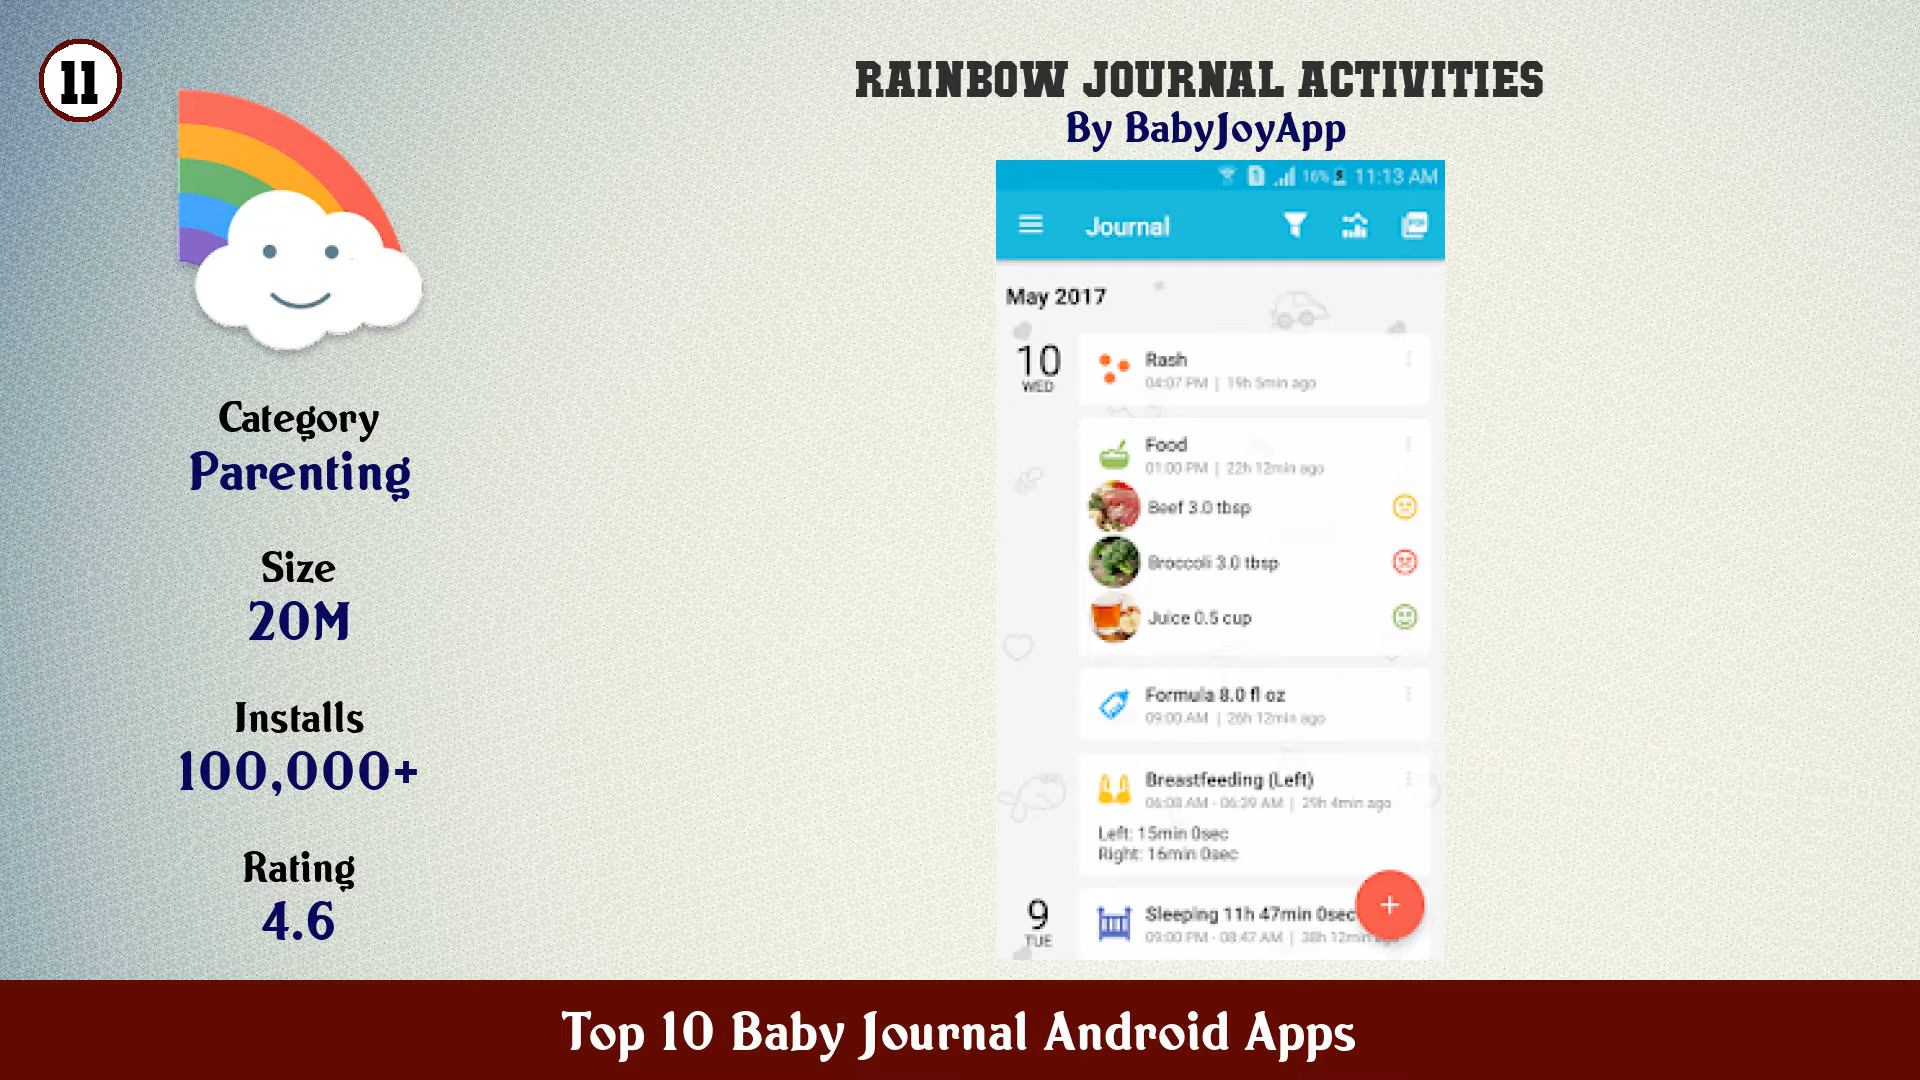 11
RAINBOW JOURNAL ACTIVITIES
By BabyJoyApp
Category
Parenting
Size
20M
Installs
100,000+
Rating
4.6
16% 11:13 AM
Journal
May 2017
10
WED
Rash
04:07 PM | 19h 5min ago
Food
01:00 PM | 22h 12min ago
Beef 3.0 tbsp
Broccoli 3.0 tbsp
Juice 0.5 cup
Formula 8.0 fl oz
09:00 AM | 26h 12min ago
Breastfeeding (Left)
06:08 AM - 06:39 AM | 29h 4min ago
Left: 15min 0sec
Right: 16min 0sec
9
TUE
Sleeping 11h 47min 0sec
09:00 PM - 08:47 AM | 38h 12min ago
Top 10 Baby Journal Android Apps